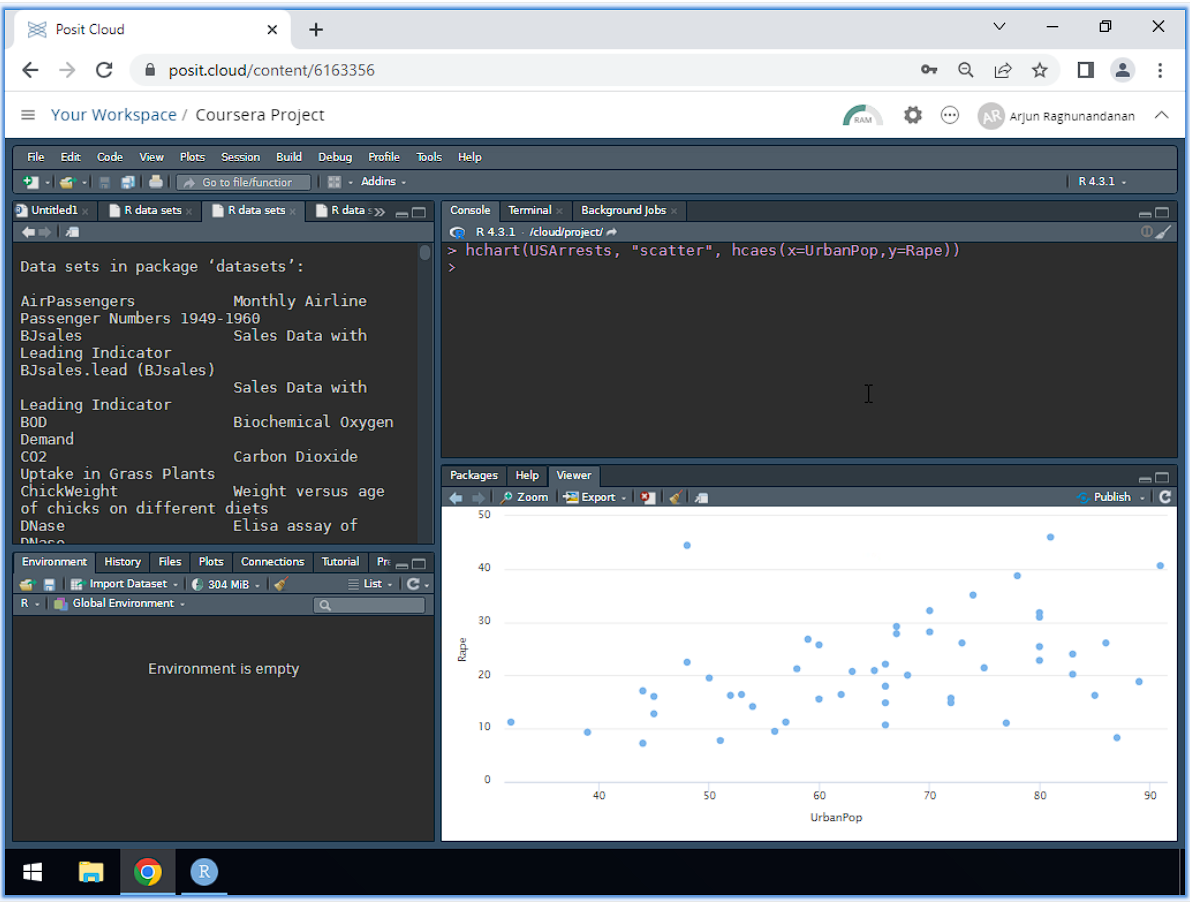 Posit Cloud
posit.cloud/content/6163356
Your Workspace / Coursera Project
RAM
AR
Arjun Raghunandanan
File Edit Code View Plots Session Build Debug Profile Tools Help
Go to file/function
Addins
R 4.3.1
Untitled1
R data sets
R data sets
R data s
Data sets in package ‘datasets’:
AirPassengers Monthly Airline
Passenger Numbers 1949-1960
BJsales Sales Data with
Leading Indicator
BJsales.lead (BJsales)
Sales Data with
Leading Indicator
BOD Biochemical Oxygen
Demand
CO2 Carbon Dioxide
Uptake in Grass Plants
ChickWeight Weight versus age
of chicks on different diets
DNase Elisa assay of
DNase
Console Terminal Background Jobs
R 4.3.1 · /cloud/project/
> hchart(USArrests, "scatter", hcaes(x=UrbanPop,y=Rape))
>
Environment History Files Plots Connections Tutorial Pr
Import Dataset
304 MiB
List
R
Global Environment
Environment is empty
Packages Help Viewer
Zoom Export Publish
50
40
30
20
10
0
Rape
40 50 60 70 80 90
UrbanPop
R